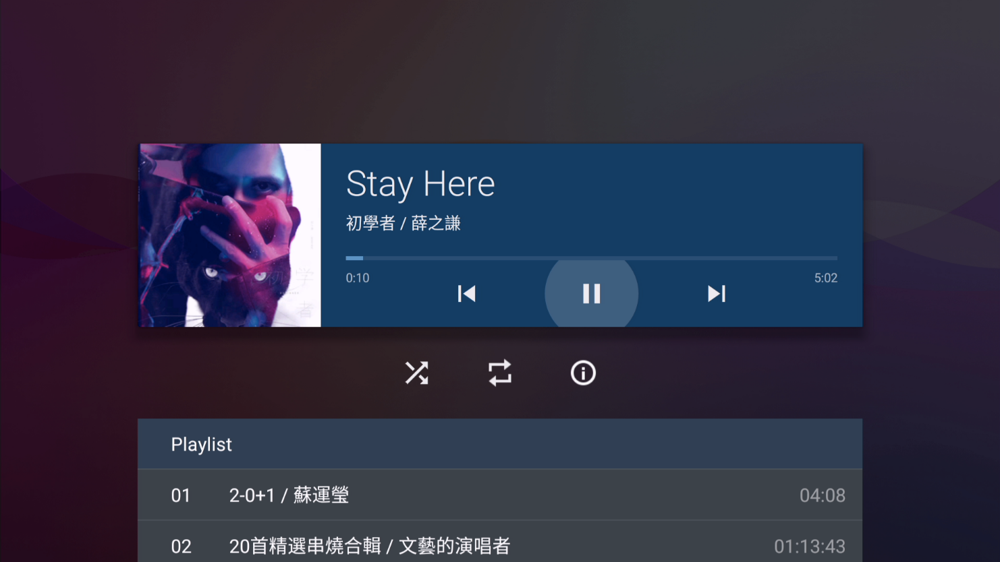 Stay Here
初學者 / 薛之謙
0:10
5:02
Playlist
01 2-0+1 / 蘇運瑩 04:08
02 20首精選串燒合輯 / 文藝的演唱者 01:13:43